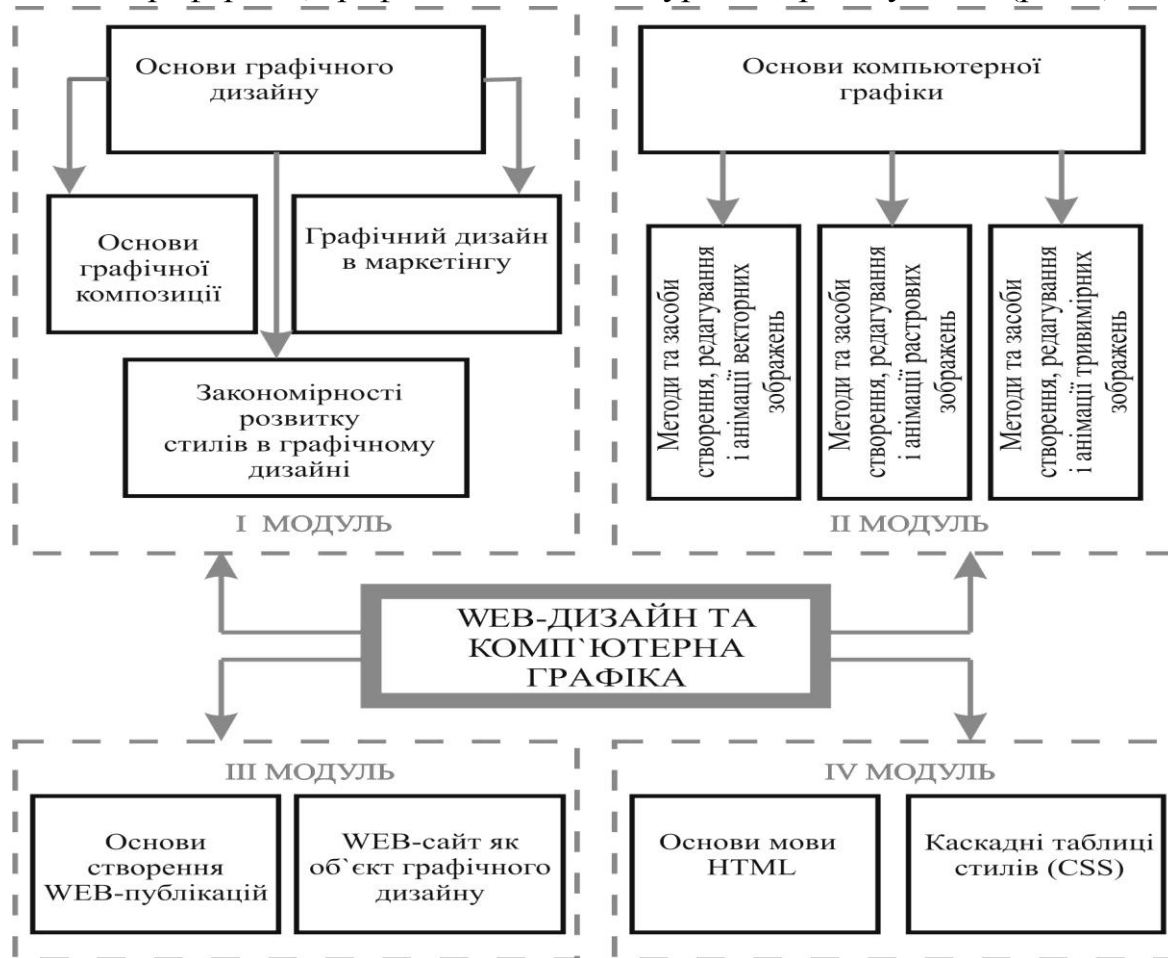 Основи графічного
дизайну
Основи
графічної
композиції
Графічний дизайн
в маркетінгу
Закономірності
розвитку
стилів в графічному
дизайні
І МОДУЛЬ
Основи компьютерної
графіки
Методи та засоби
створення, редагування
і анімації векторних
зображень
Методи та засоби
створення, редагування
і анімації растрових
зображень
Методи та засоби
створення, редагування
і анімації тривимірних
зображень
ІІ МОДУЛЬ
WEB-ДИЗАЙН ТА
КОМП`ЮТЕРНА
ГРАФІКА
ІІІ МОДУЛЬ
Основи
створення
WEB-публікацій
WEB-сайт як
об`єкт графічного
дизайну
IV МОДУЛЬ
Основи мови
HTML
Каскадні таблиці
стилів (CSS)